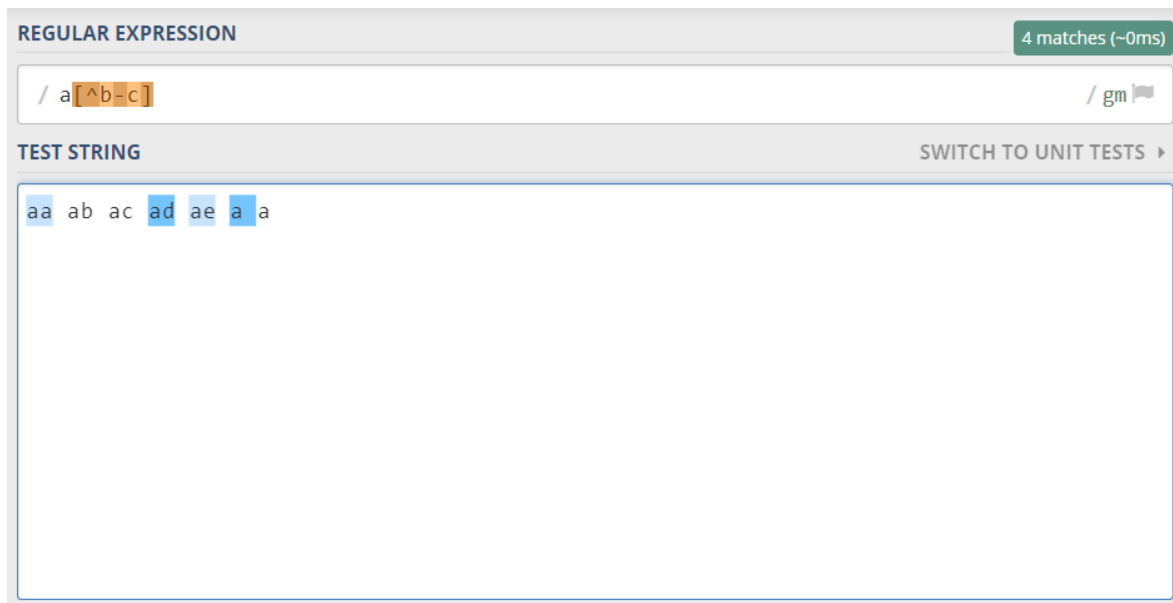 REGULAR EXPRESSION 4 matches (~0ms)
/ a[^b-c] / gm
TEST STRING SWITCH TO UNIT TESTS
aa ab ac ad ae a a